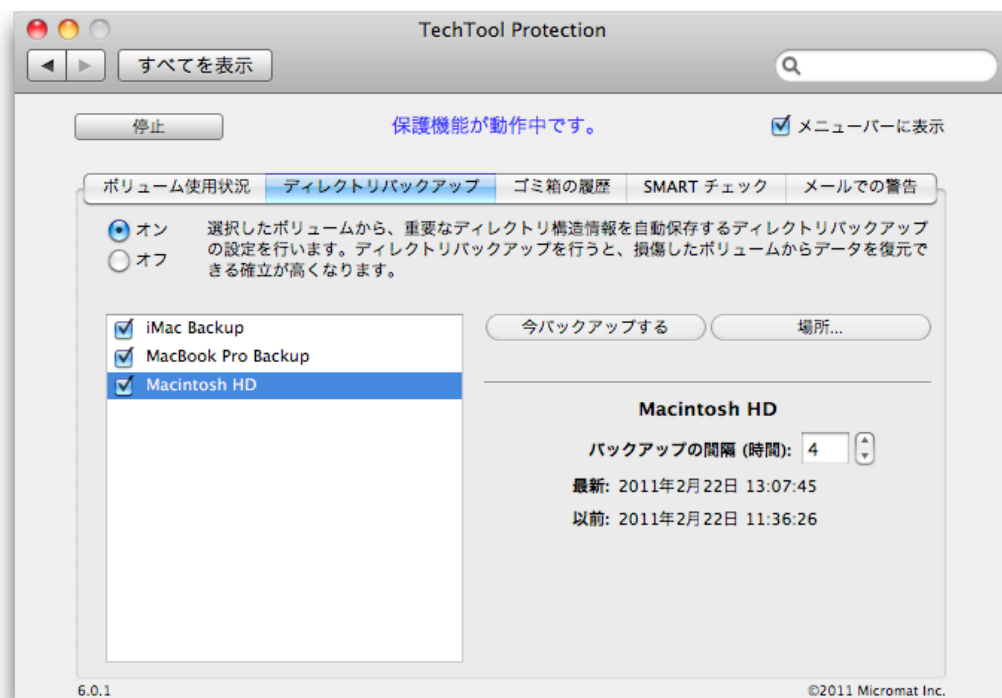 TechTool Protection
すべてを表示
停止
保護機能が動作中です。
メニューバーに表示
ボリューム使用状況
ディレクトリバックアップ
ゴミ箱の履歴
SMART チェック
メールでの警告
オン
オフ
選択したボリュームから、重要なディレクトリ構造情報を自動保存するディレクトリバックアップ
の設定を行います。ディレクトリバックアップを行うと、損傷したボリュームからデータを復元で
きる確立が高くなります。
iMac Backup
MacBook Pro Backup
Macintosh HD
今バックアップする
場所...
Macintosh HD
バックアップの間隔 (時間): 4
最新: 2011年2月22日 13:07:45
以前: 2011年2月22日 11:36:26
6.0.1
©2011 Micromat Inc.